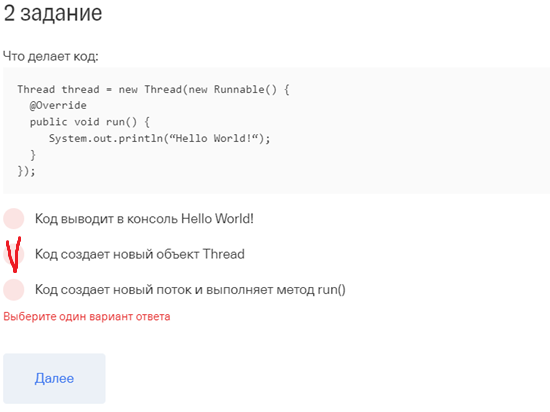 2 задание
Что делает код:
Thread thread = new Thread(new Runnable() {
@Override
public void run() {
System.out.println(“Hello World!“);
}
});
Код выводит в консоль Hello World!
Код создает новый объект Thread
Код создает новый поток и выполняет метод run()
Выберите один вариант ответа
Далее